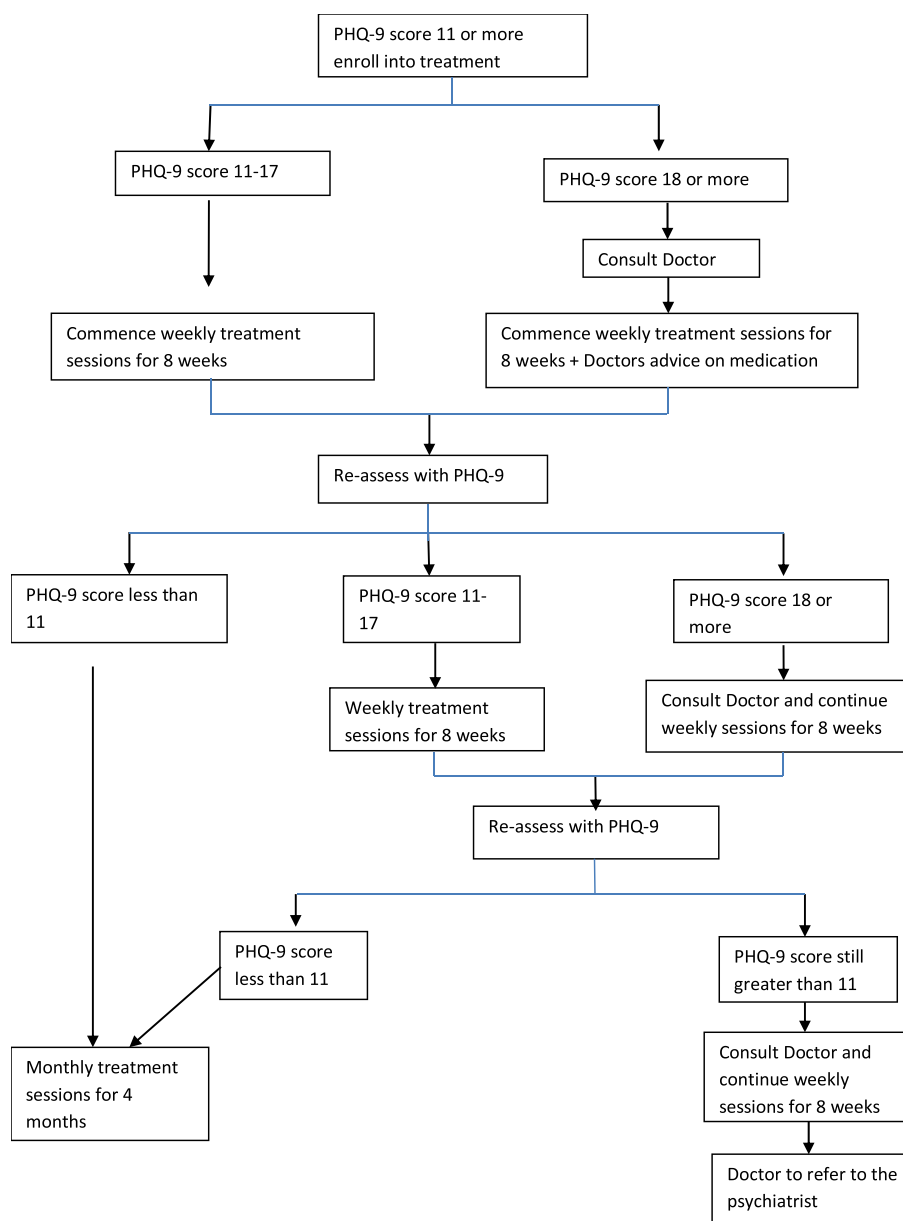 PHQ-9 score 11 or more
enroll into treatment
PHQ-9 score 11-17
PHQ-9 score 18 or more
Consult Doctor
Commence weekly treatment
sessions for 8 weeks
Commence weekly treatment sessions for
8 weeks + Doctors advice on medication
Re-assess with PHQ-9
PHQ-9 score less than
11
PHQ-9 score 11-
17
PHQ-9 score 18 or
more
Weekly treatment
sessions for 8 weeks
Consult Doctor and continue
weekly sessions for 8 weeks
Re-assess with PHQ-9
PHQ-9 score
less than 11
PHQ-9 score still
greater than 11
Monthly treatment
sessions for 4
months
Consult Doctor and
continue weekly
sessions for 8 weeks
Doctor to refer to the
psychiatrist